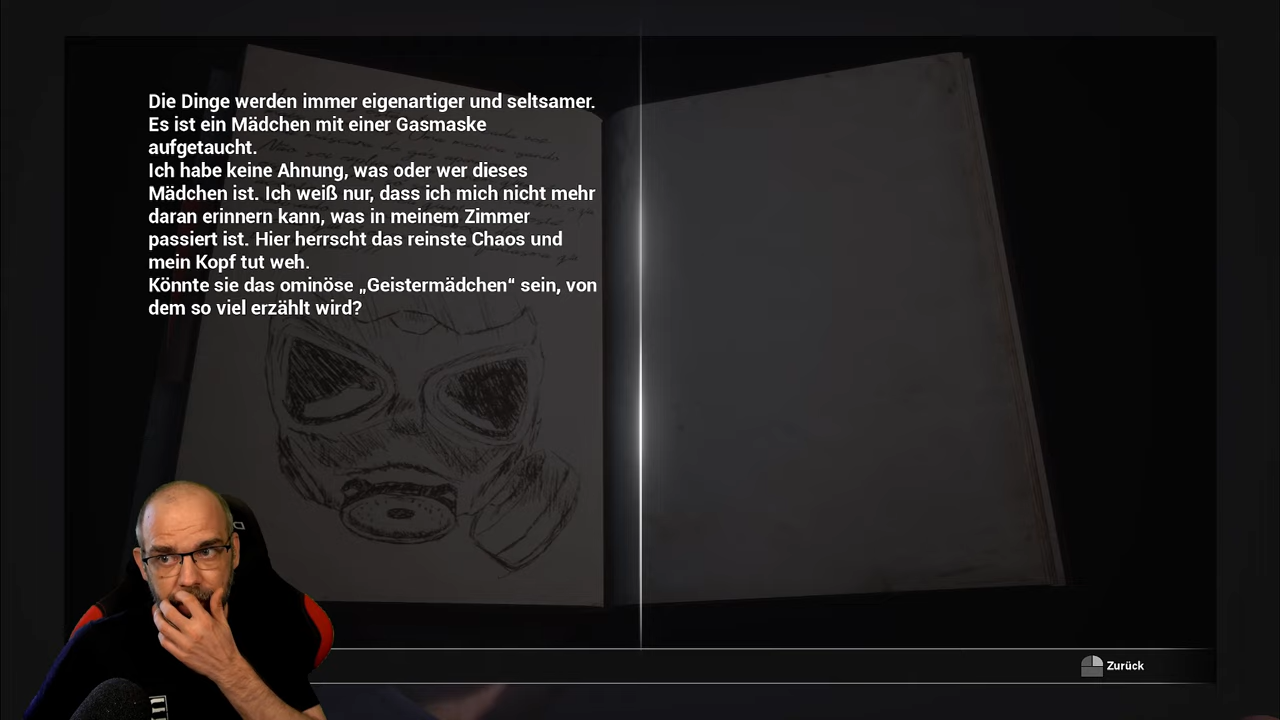 Die Dinge werden immer eigenartiger und seltsamer.
Es ist ein Mädchen mit einer Gasmaske
aufgetaucht.
Ich habe keine Ahnung, was oder wer dieses
Mädchen ist. Ich weiß nur, dass ich mich nicht mehr
daran erinnern kann, was in meinem Zimmer
passiert ist. Hier herrscht das reinste Chaos und
mein Kopf tut weh.
Könnte sie das ominöse „Geistermädchen“ sein, von
dem so viel erzählt wird?
Zurück